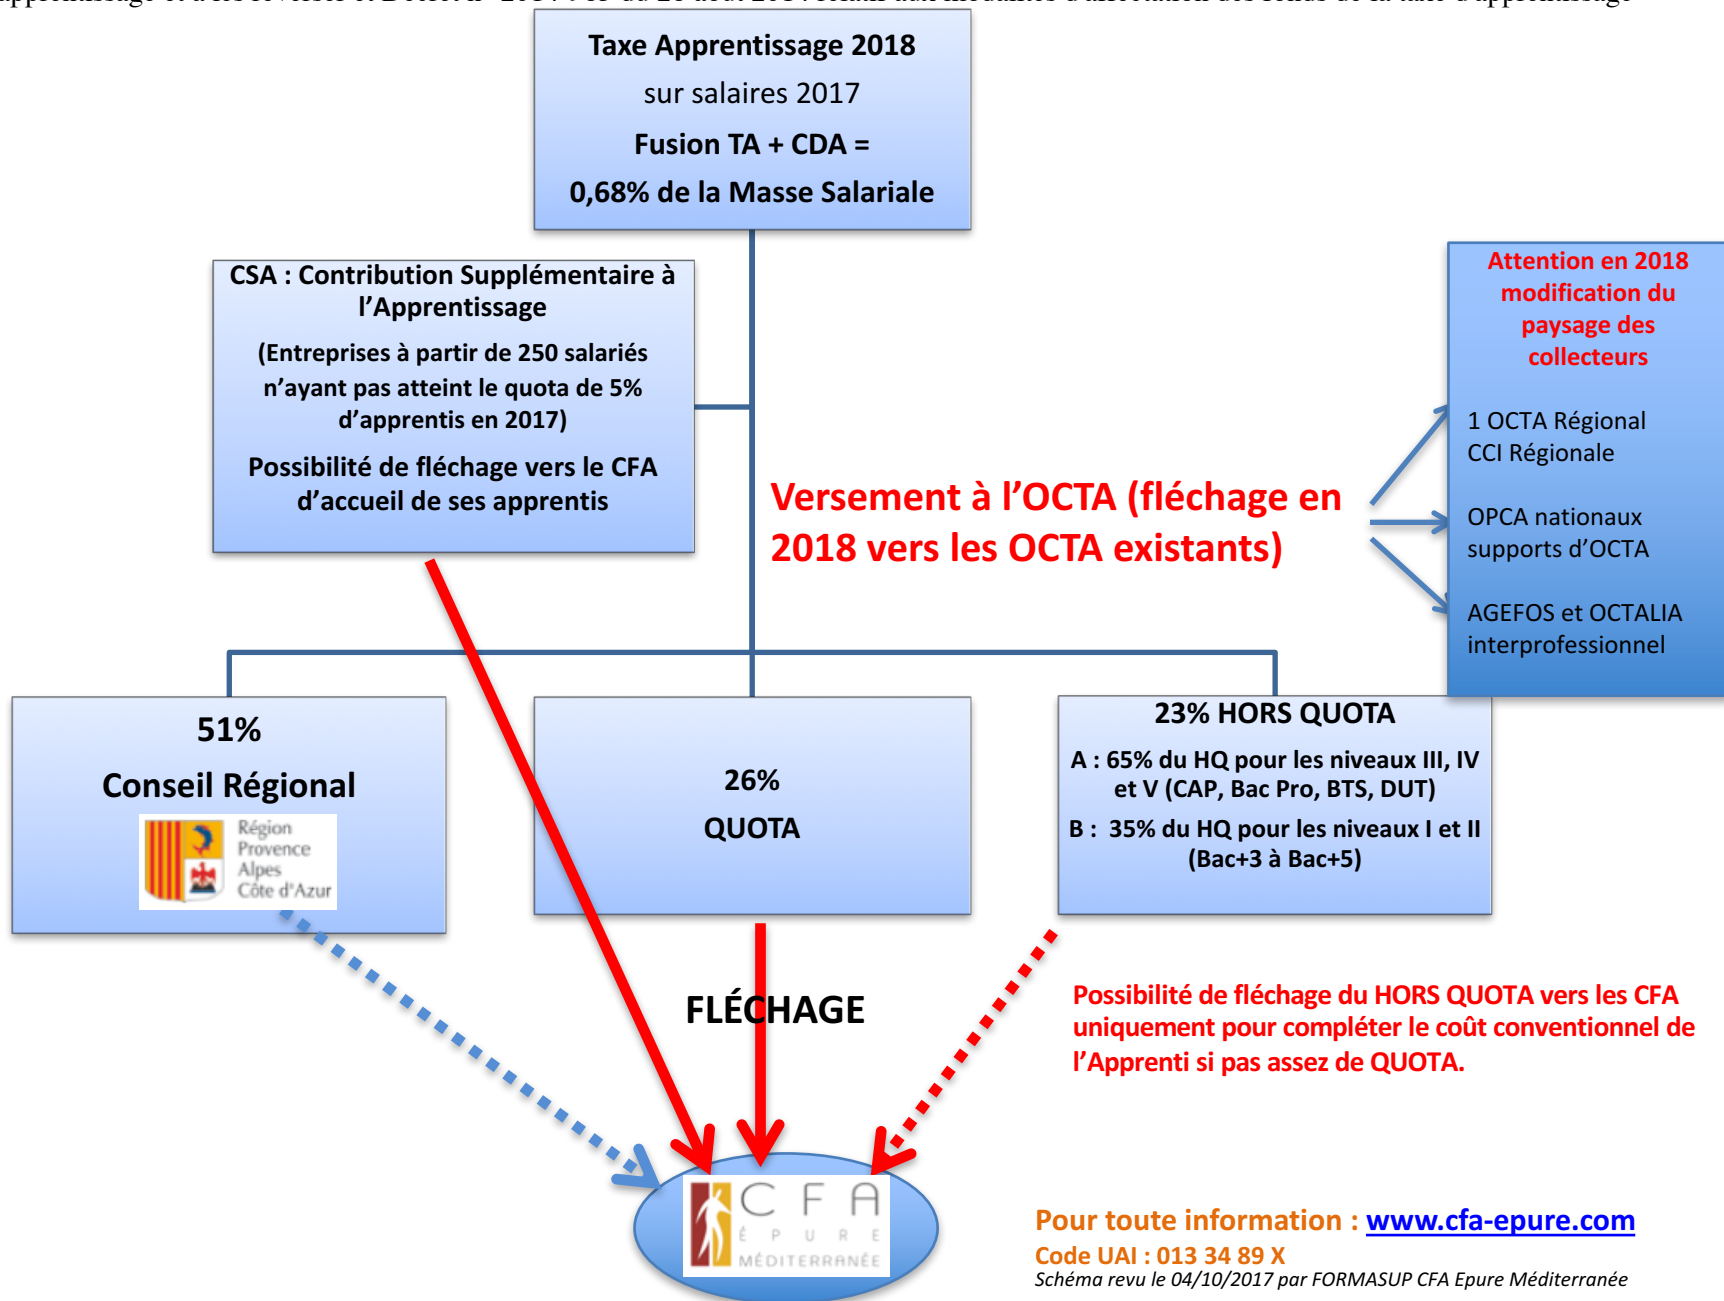 Taxe Apprentissage 2018
sur salaires 2017
Fusion TA + CDA =
0,68% de la Masse Salariale
CSA : Contribution Supplémentaire à
l’Apprentissage
(Entreprises à partir de 250 salariés
n’ayant pas atteint le quota de 5%
d’apprentis en 2017)
Possibilité de fléchage vers le CFA
d’accueil de ses apprentis
Versement à l’OCTA (fléchage en
2018 vers les OCTA existants)
Attention en 2018
modification du
paysage des
collecteurs
1 OCTA Régional
CCI Régionale
OPCA nationaux
supports d’OCTA
AGEFOS et OCTALIA
interprofessionnel
51%
Conseil Régional
Région
Provence
Alpes
Côte d'Azur
26%
QUOTA
23% HORS QUOTA
A : 65% du HQ pour les niveaux III, IV
et V (CAP, Bac Pro, BTS, DUT)
B : 35% du HQ pour les niveaux I et II
(Bac+3 à Bac+5)
FLÉCHAGE
Possibilité de fléchage du HORS QUOTA vers les CFA
uniquement pour compléter le coût conventionnel de
l’Apprenti si pas assez de QUOTA.
CFA
ÉPURE
MÉDITERRANÉE
Pour toute information : www.cfa-epure.com
Code UAI : 013 34 89 X
Schéma revu le 04/10/2017 par FORMASUP CFA Epure Méditerranée